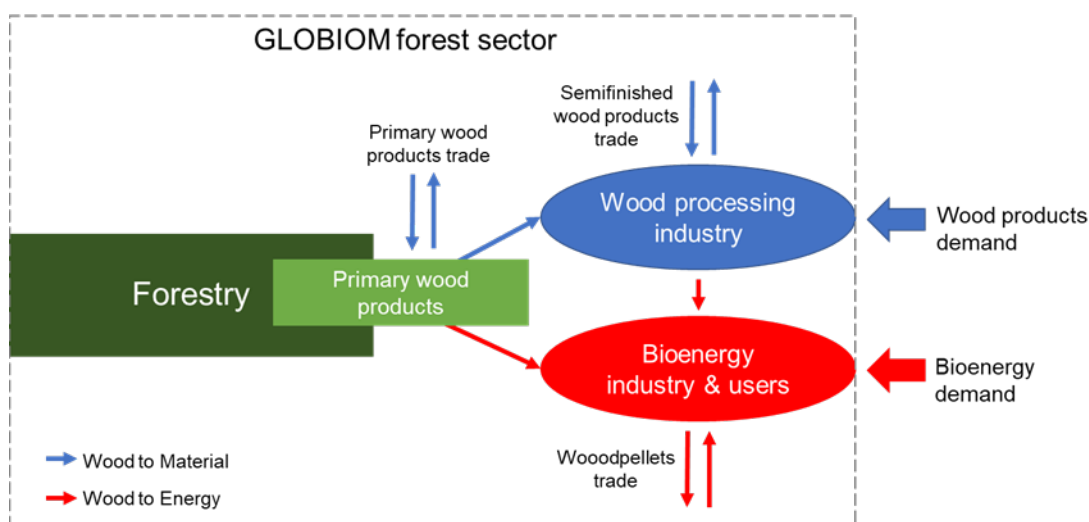 GLOBIOM forest sector
Semifinished
wood products
trade
Primary wood
products trade
Wood processing
industry
Wood products
demand
Forestry
Primary wood
products
Bioenergy
industry & users
Bioenergy
demand
Wood to Material
Wood to Energy
Wooodpellets
trade